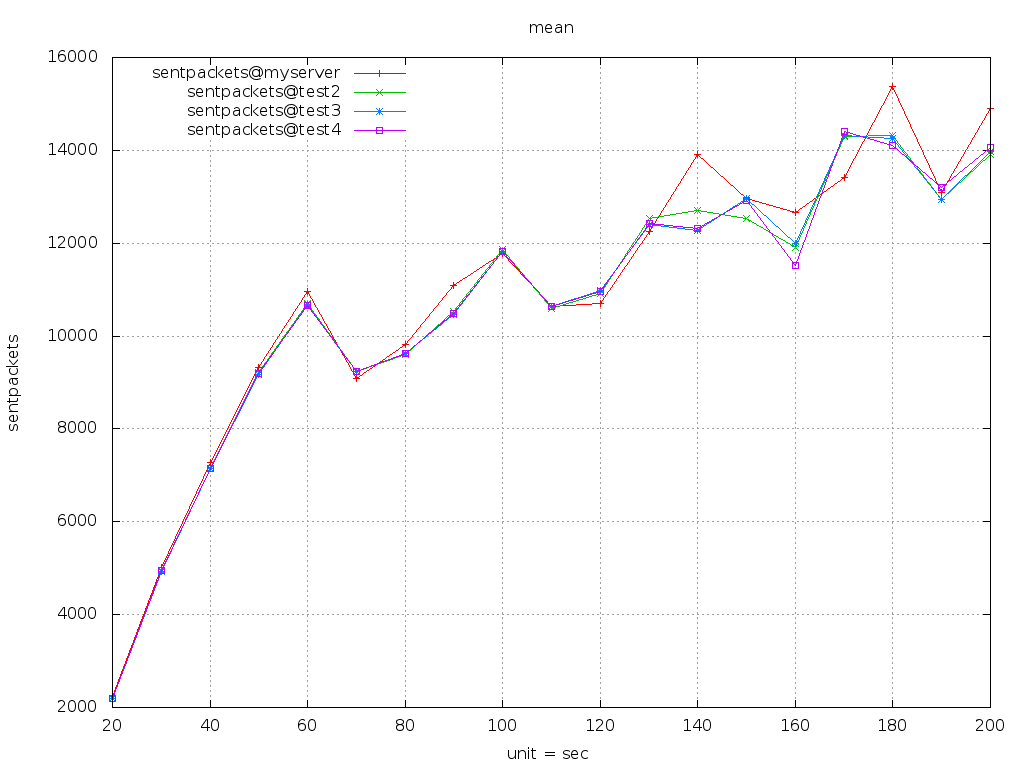 mean
16000
14000
12000
10000
8000
6000
4000
2000
sentpackets
sentpackets@myserver
sentpackets@test2
sentpackets@test3
sentpackets@test4
20 40 60 80 100 120 140 160 180 200
unit = sec